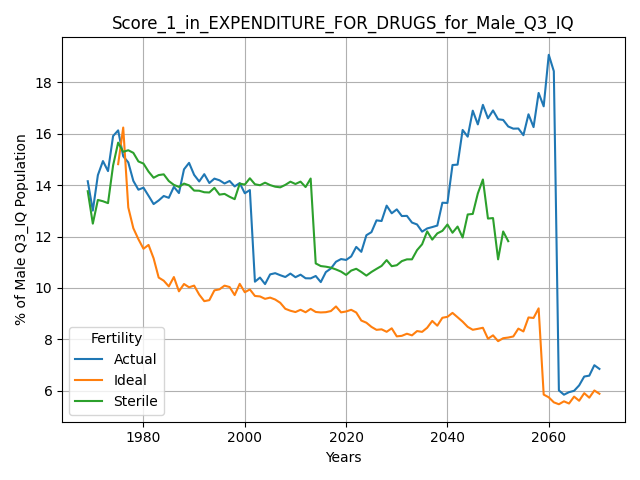 Score_1_in_EXPENDITURE_FOR_DRUGS_for_Male_Q3_IQ
% of Male Q3_IQ Population
18
16
14
12
10
8
6
Fertility
Actual
Ideal
Sterile
1980 2000 2020 2040 2060
Years